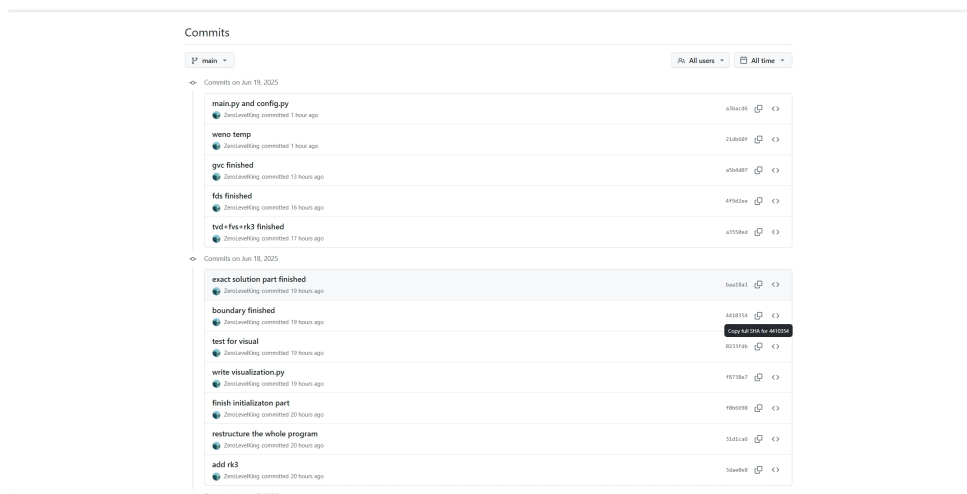 Commits
main
All users
All time
Commits on Jun 19, 2025
main.py and config.py
ZeroLevelKing committed 1 hour ago
a3bacd6
weno temp
ZeroLevelKing committed 1 hour ago
21db60f
gvc finished
ZeroLevelKing committed 13 hours ago
a5b4d07
fds finished
ZeroLevelKing committed 16 hours ago
4f9d2ee
tvd+fvs+rk3 finished
ZeroLevelKing committed 17 hours ago
a3550ed
Commits on Jun 18, 2025
exact solution part finished
ZeroLevelKing committed 19 hours ago
baa18a1
boundary finished
ZeroLevelKing committed 19 hours ago
4410354
Copy full SHA for 4410354
test for visual
ZeroLevelKing committed 19 hours ago
0233fdb
write visualization.py
ZeroLevelKing committed 19 hours ago
f8738e7
finish initializaton part
ZeroLevelKing committed 20 hours ago
f0b6698
restructure the whole program
ZeroLevelKing committed 20 hours ago
31d1ca6
add rk3
ZeroLevelKing committed 20 hours ago
3dae0e8